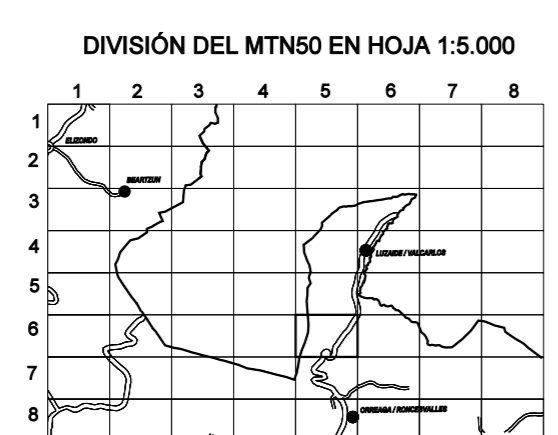 DIVISIÓN DEL MTN50 EN HOJA 1:5.000
1 2 3 4 5 6 7 8
1
ELIZONDO
2
BEARTZUN
3
4
LUZAIDE / VALCARLOS
5
6
7
8
ORREAGA / RONCESVALLES